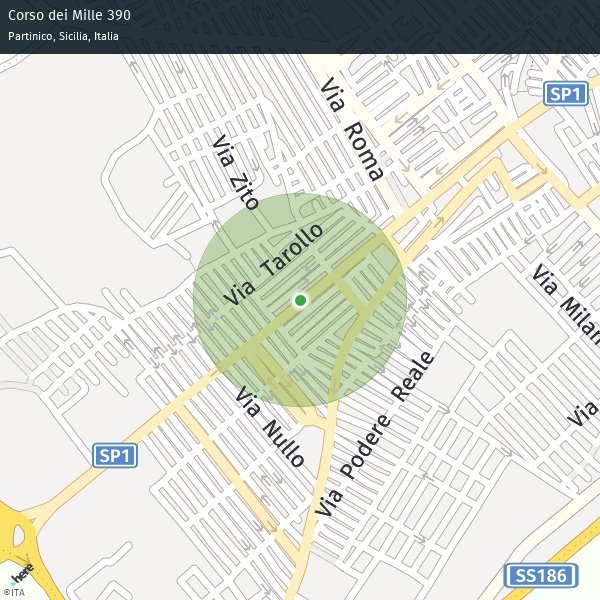 Corso dei Mille 390
Partinico, Sicilia, Italia
SP1
Via Roma
Via Zito
Via Tarollo
Via Milan
Via Podere Reale
Via Nullo
Via
SP1
SS186
here
©ITA